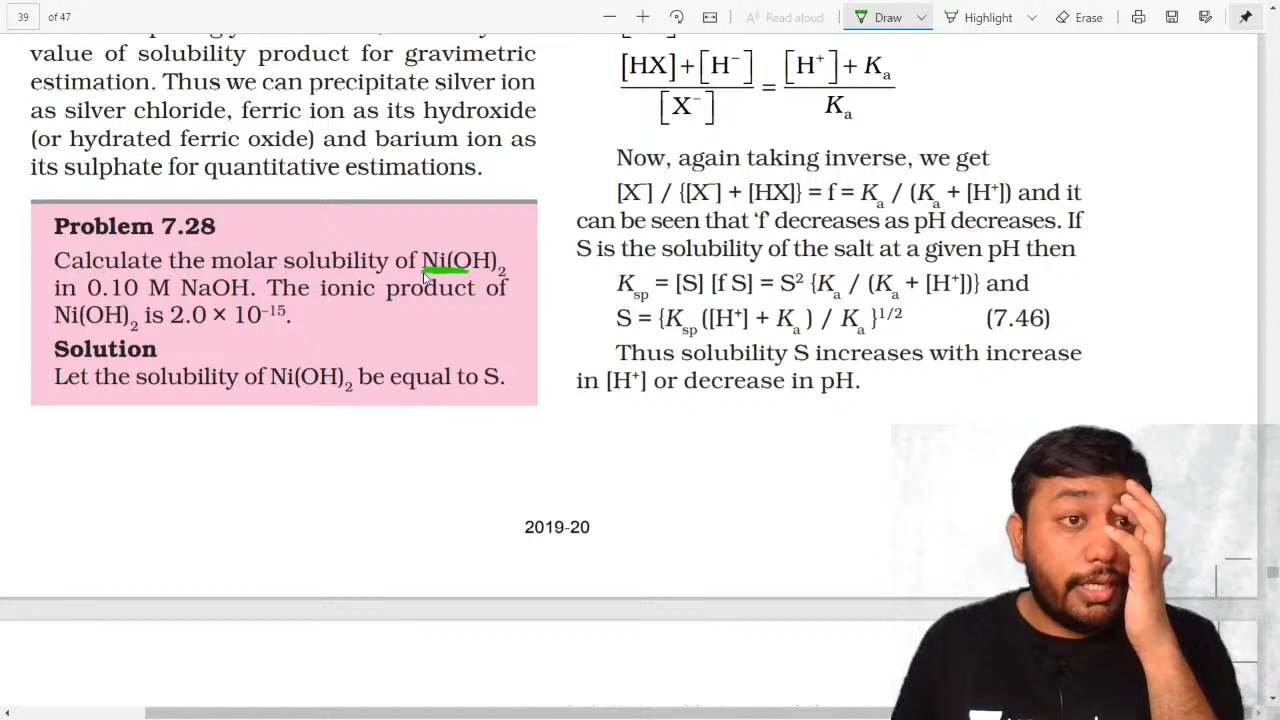 39 of 47
Read aloud
Draw
Highlight
Erase
value of solubility product for gravimetric
estimation. Thus we can precipitate silver ion
as silver chloride, ferric ion as its hydroxide
(or hydrated ferric oxide) and barium ion as
its sulphate for quantitative estimations.
Problem 7.28
Calculate the molar solubility of Ni(OH)₂
in 0.10 M NaOH. The ionic product of
Ni(OH)₂ is 2.0 × 10⁻¹⁵.
Solution
Let the solubility of Ni(OH)₂ be equal to S.
[HX] + [H⁻] / [X⁻] = [H⁺] + Kₐ / Kₐ
Now, again taking inverse, we get
[X⁻] / {[X⁻] + [HX]} = f = Kₐ / (Kₐ + [H⁺]) and it
can be seen that 'f' decreases as pH decreases. If
S is the solubility of the salt at a given pH then
Ksp = [S] [f S] = S² {Kₐ / (Kₐ + [H⁺])} and
S = {Ksp ([H⁺] + Kₐ ) / Kₐ }¹/² (7.46)
Thus solubility S increases with increase
in [H⁺] or decrease in pH.
2019-20